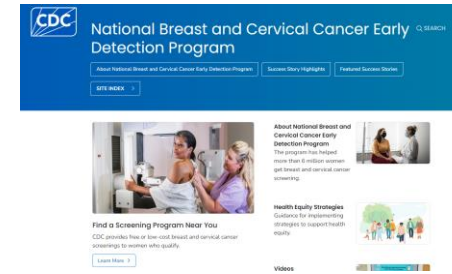 CDC
National Breast and Cervical Cancer Early
Detection Program
SEARCH
About National Breast and Cervical Cancer Early Detection Program
Success Story Highlights
Featured Success Stories
SITE INDEX
Find a Screening Program Near You
CDC provides free or low-cost breast and cervical cancer
screenings to women who qualify.
Learn More
About National Breast and
Cervical Cancer Early
Detection Program
The program has helped
more than 6 million women
get breast and cervical cancer
screening.
Health Equity Strategies
Guidance for implementing
strategies to support health
equity.
Videos